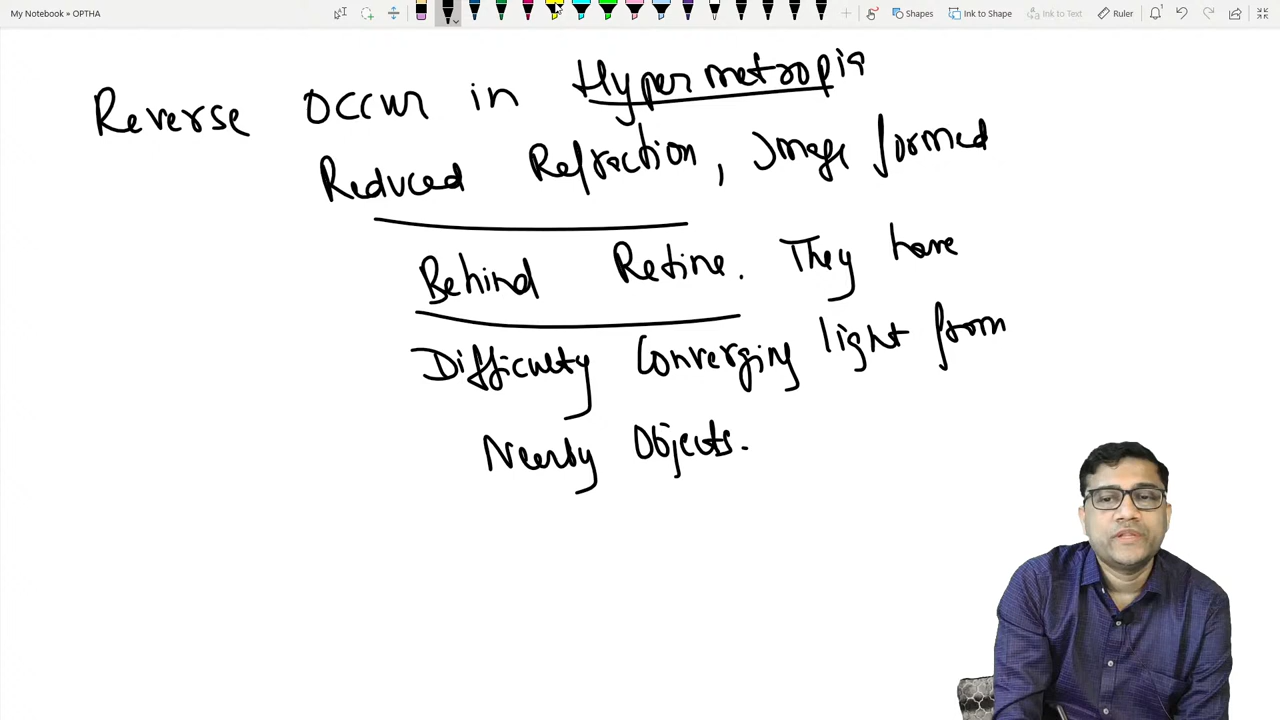 My Notebook » OPTHA
Shapes
Ink to Shape
Ink to Text
Ruler
Reverse occur in Hypermetropia
Reduced Refraction, Image formed
Behind Retine. They have
Difficulty Converging light from
Nearby Objects.